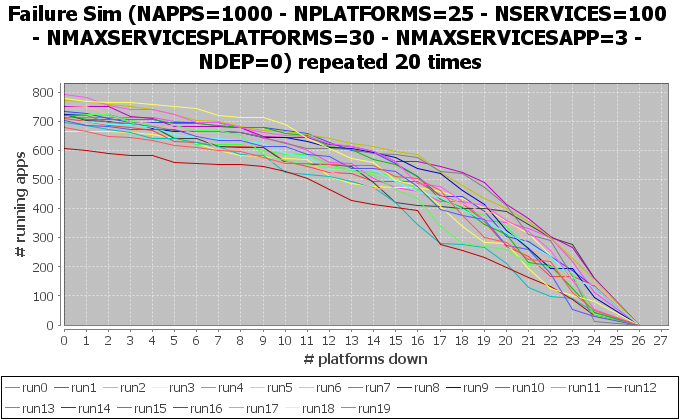 Failure Sim (NAPPS=1000 - NPLATFORMS=25 - NSERVICES=100
- NMAXSERVICESPLATFORMS=30 - NMAXSERVICESAPP=3 -
NDEP=0) repeated 20 times
# running apps
800
700
600
500
400
300
200
100
0
0 1 2 3 4 5 6 7 8 9 10 11 12 13 14 15 16 17 18 19 20 21 22 23 24 25 26 27
# platforms down
run0 run1 run2 run3 run4 run5 run6 run7 run8 run9 run10 run11 run12
run13 run14 run15 run16 run17 run18 run19